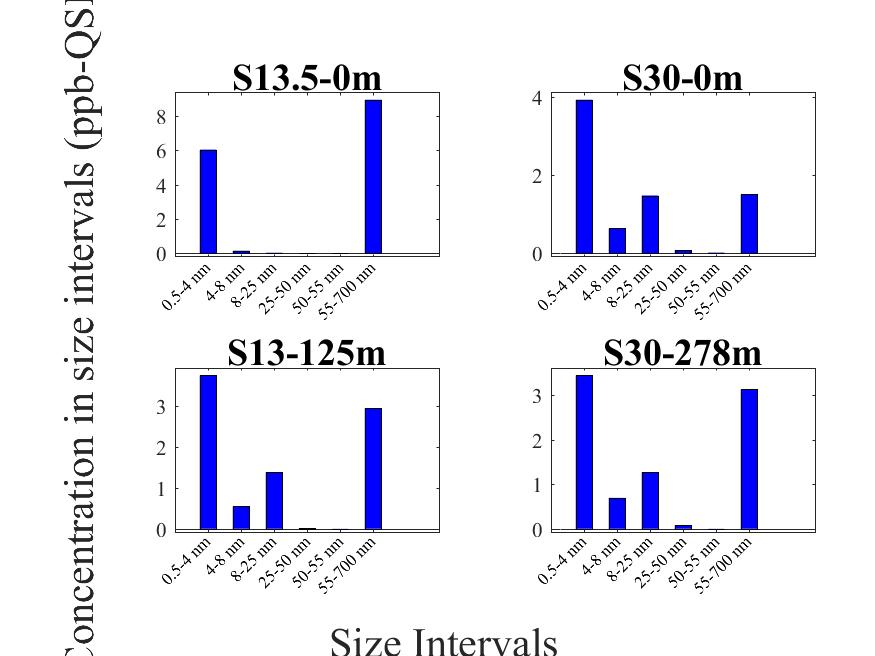 Concentration in size intervals (ppb-QS
S13.5-0m
8
6
4
2
0
0.5-4 nm
4-8 nm
8-25 nm
25-50 nm
50-55 nm
55-700 nm
S30-0m
4
2
0
0.5-4 nm
4-8 nm
8-25 nm
25-50 nm
50-55 nm
55-700 nm
S13-125m
3
2
1
0
0.5-4 nm
4-8 nm
8-25 nm
25-50 nm
50-55 nm
55-700 nm
S30-278m
3
2
1
0
0.5-4 nm
4-8 nm
8-25 nm
25-50 nm
50-55 nm
55-700 nm
Size Intervals